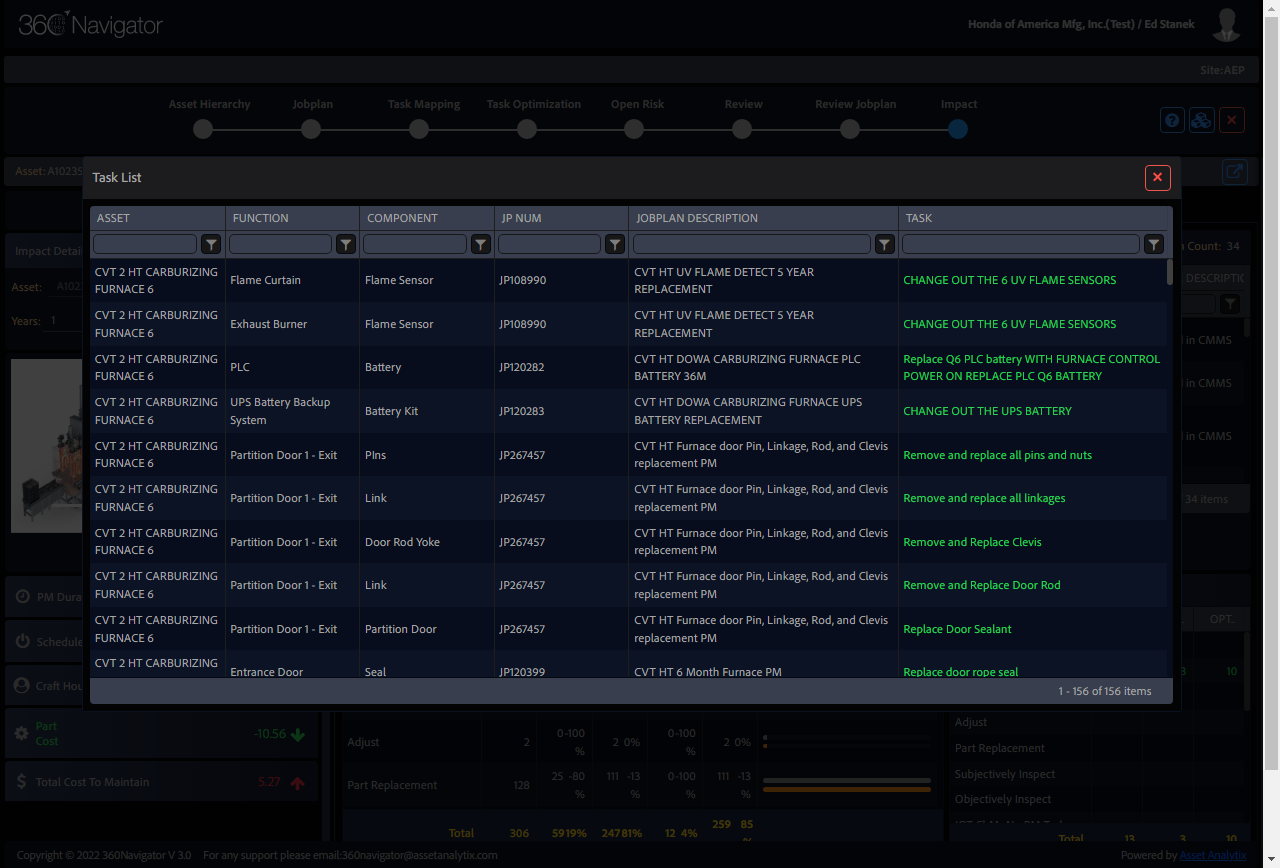 360 Navigator
Honda of America Mfg, Inc.(Test) / Ed Stanek
Site:AEP
Asset Hierarchy Jobplan Task Mapping Task Optimization Open Risk Review Review Jobplan Impact
Asset: A10235
Task List
ASSET FUNCTION COMPONENT JP NUM JOBPLAN DESCRIPTION TASK
Impact Detai
Count: 34
Asset: A102
DESCRIPTIO
Years: 1
CVT 2 HT CARBURIZING FURNACE 6 Flame Curtain Flame Sensor JP108990 CVT HT UV FLAME DETECT 5 YEAR REPLACEMENT CHANGE OUT THE 6 UV FLAME SENSORS
CVT 2 HT CARBURIZING FURNACE 6 Exhaust Burner Flame Sensor JP108990 CVT HT UV FLAME DETECT 5 YEAR REPLACEMENT CHANGE OUT THE 6 UV FLAME SENSORS
in CMMS
CVT 2 HT CARBURIZING FURNACE 6 PLC Battery JP120282 CVT HT DOWA CARBURIZING FURNACE PLC BATTERY 36M Replace Q6 PLC battery WITH FURNACE CONTROL POWER ON REPLACE PLC Q6 BATTERY
in CMMS
CVT 2 HT CARBURIZING FURNACE 6 UPS Battery Backup System Battery Kit JP120283 CVT HT DOWA CARBURIZING FURNACE UPS BATTERY REPLACEMENT CHANGE OUT THE UPS BATTERY
in CMMS
CVT 2 HT CARBURIZING FURNACE 6 Partition Door 1 - Exit PIns JP267457 CVT HT Furnace door Pin, Linkage, Rod, and Clevis replacement PM Remove and replace all pins and nuts
CVT 2 HT CARBURIZING FURNACE 6 Partition Door 1 - Exit Link JP267457 CVT HT Furnace door Pin, Linkage, Rod, and Clevis replacement PM Remove and replace all linkages
34 items
CVT 2 HT CARBURIZING FURNACE 6 Partition Door 1 - Exit Door Rod Yoke JP267457 CVT HT Furnace door Pin, Linkage, Rod, and Clevis replacement PM Remove and Replace Clevis
CVT 2 HT CARBURIZING FURNACE 6 Partition Door 1 - Exit Link JP267457 CVT HT Furnace door Pin, Linkage, Rod, and Clevis replacement PM Remove and Replace Door Rod
PM Dura
CVT 2 HT CARBURIZING FURNACE 6 Partition Door 1 - Exit Partition Door JP267457 CVT HT Furnace door Pin, Linkage, Rod, and Clevis replacement PM Replace Door Sealant
OPT.
Schedule
CVT 2 HT CARBURIZING Entrance Door Seal JP120399 CVT HT 6 Month Furnace PM Replace door rope seal
3 10
Craft Hou
1 - 156 of 156 items
Part Cost -10.56
Total Cost To Maintain 5.27
Adjust 2 0-100 % 2 0% 0-100 % 2 0%
Part Replacement 128 25 -80 % 111 -13 % 0-100 % 111 -13 %
Total 306 59 19% 247 81% 12 4% 259 85
Adjust
Part Replacement
Subjectively Inspect
Objectively Inspect
Total 13 3 10
Copyright © 2022 360Navigator V 3.0 For any support please email:360navigator@assetanalytix.com
Powered by Asset Analytix